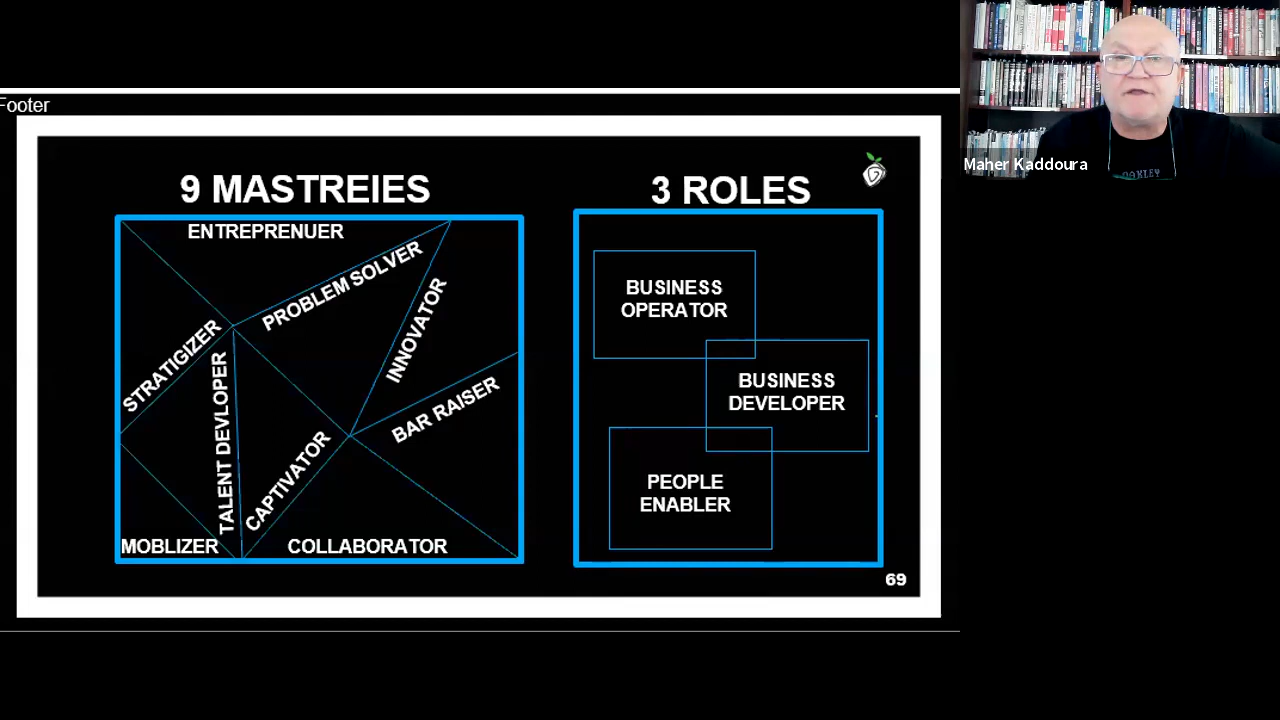 Footer
Maher Kaddoura
OAKLEY
9 MASTREIES
ENTREPRENUER
PROBLEM SOLVER
INNOVATOR
STRATIGIZER
TALENT DEVLOPER
CAPTIVATOR
BAR RAISER
MOBLIZER
COLLABORATOR
3 ROLES
BUSINESS
OPERATOR
BUSINESS
DEVELOPER
PEOPLE
ENABLER
69